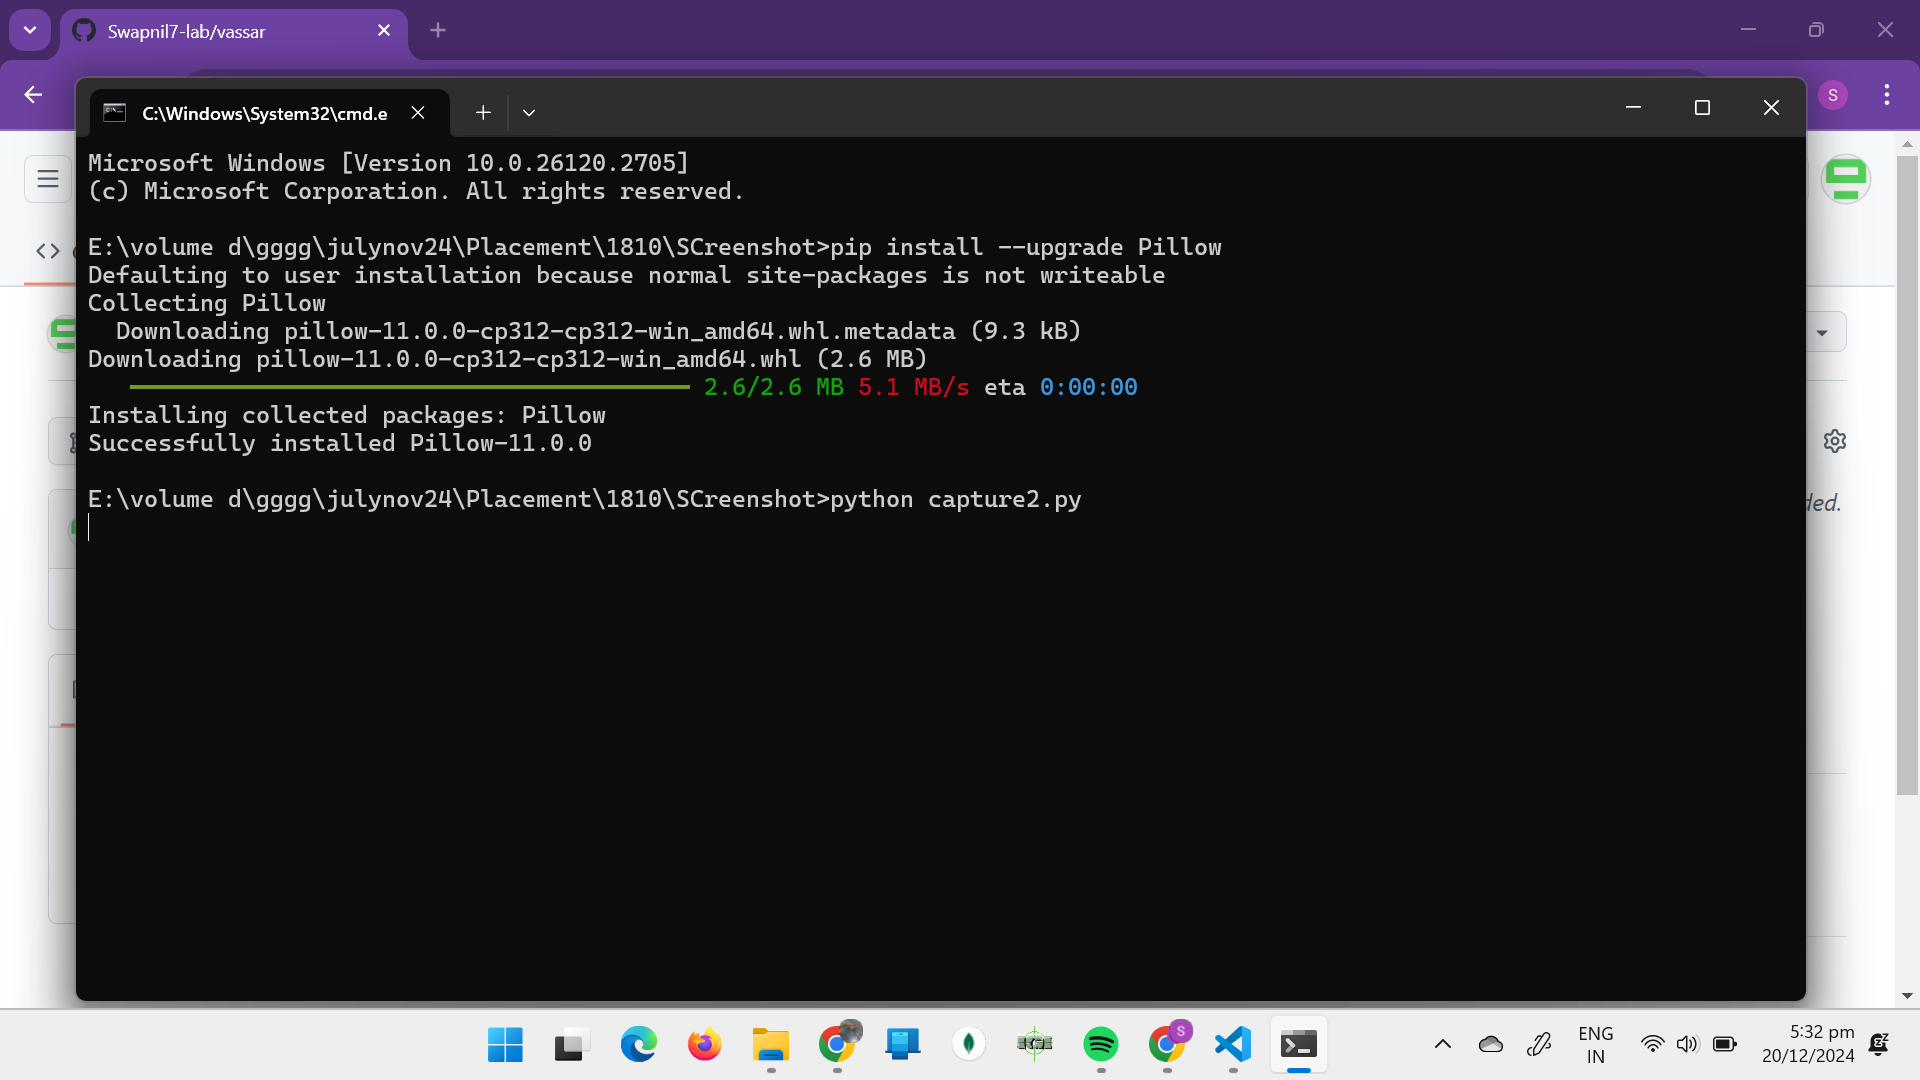 Swapnil7-lab/vassar
S
C:\Windows\System32\cmd.e
Microsoft Windows [Version 10.0.26120.2705]
(c) Microsoft Corporation. All rights reserved.
E:\volume d\gggg\julynov24\Placement\1810\SCreenshot>pip install --upgrade Pillow
Defaulting to user installation because normal site-packages is not writeable
Collecting Pillow
  Downloading pillow-11.0.0-cp312-cp312-win_amd64.whl.metadata (9.3 kB)
Downloading pillow-11.0.0-cp312-cp312-win_amd64.whl (2.6 MB)
2.6/2.6 MB 5.1 MB/s eta 0:00:00
Installing collected packages: Pillow
Successfully installed Pillow-11.0.0
E:\volume d\gggg\julynov24\Placement\1810\SCreenshot>python capture2.py
ded.
S
ENG
IN
5:32 pm
20/12/2024